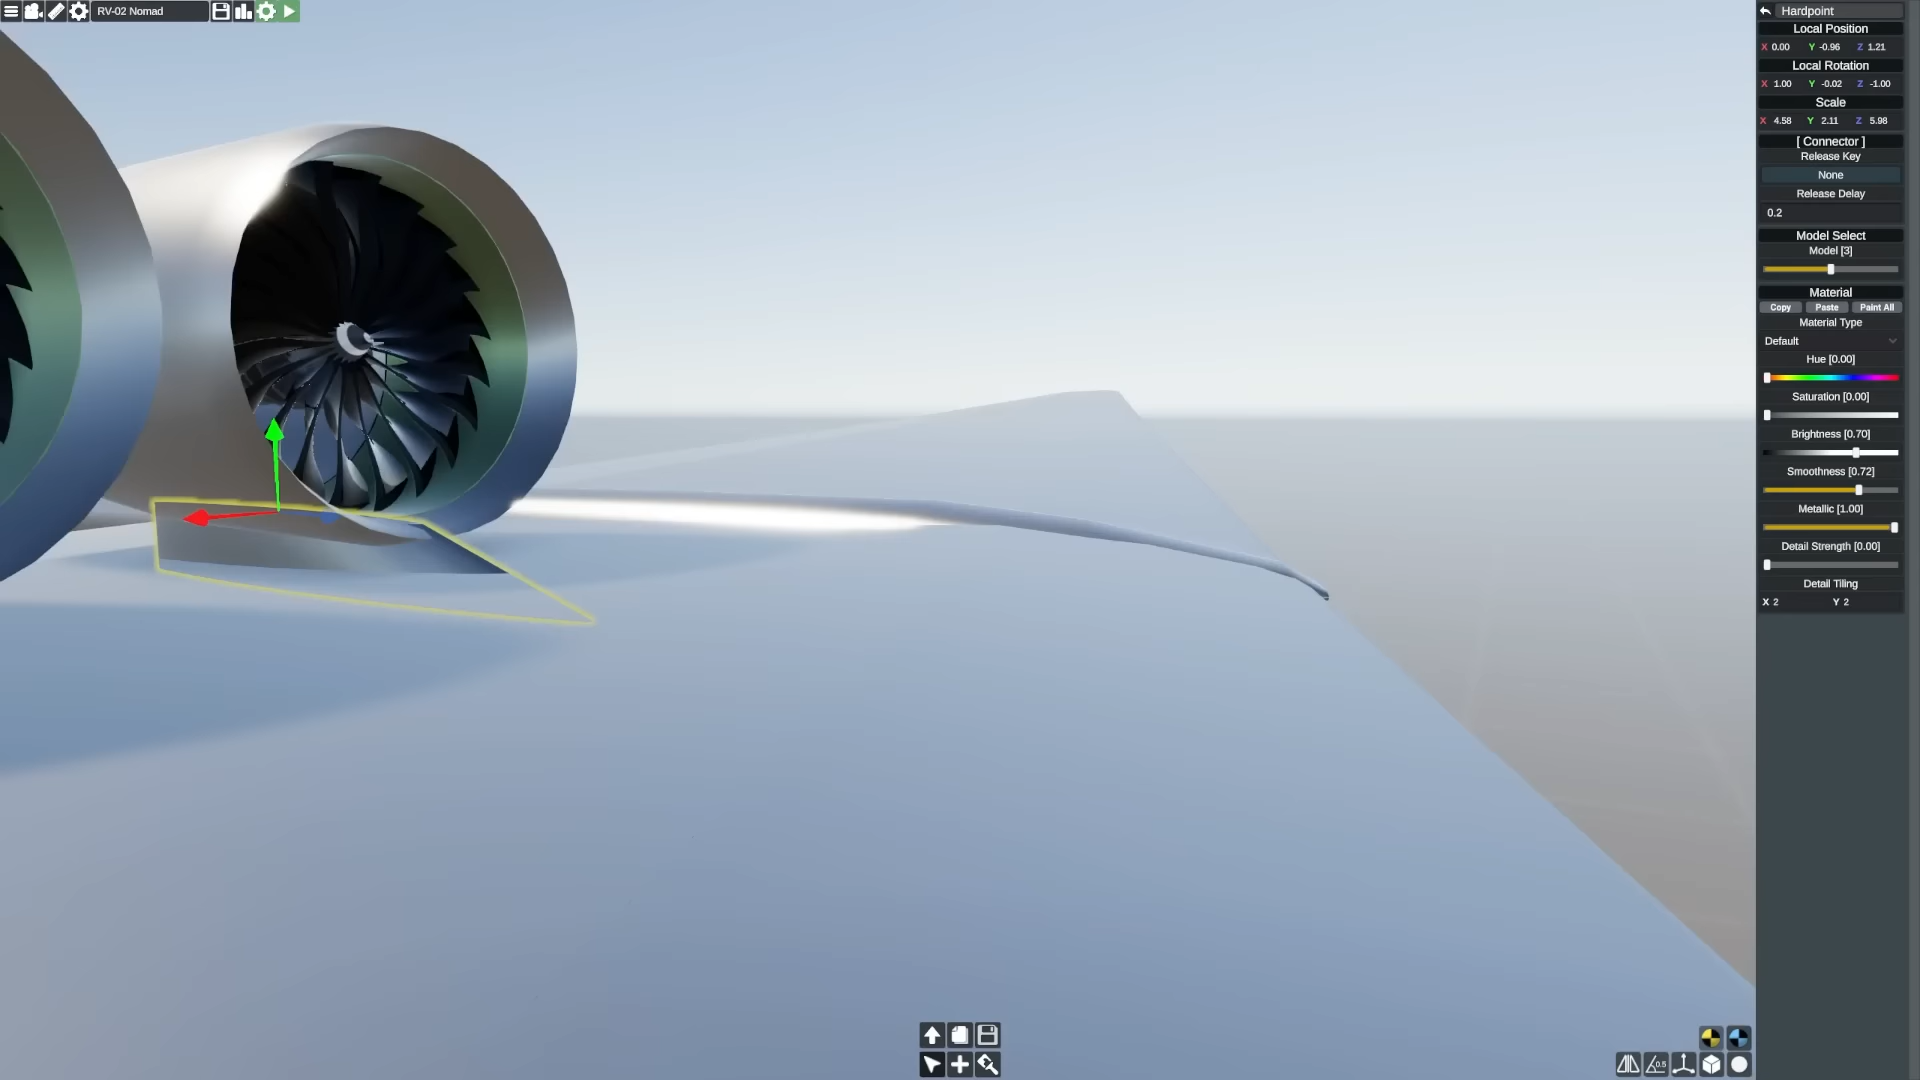 RV-02 Nomad
Hardpoint
Local Position
X 0.00 Y -0.96 Z 1.21
Local Rotation
X 1.00 Y -0.02 Z -1.00
Scale
X 4.58 Y 2.11 Z 5.98
[ Connector ]
Release Key
None
Release Delay
0.2
Model Select
Model [3]
Material
Copy Paste Paint All
Material Type
Default
Hue [0.00]
Saturation [0.00]
Brightness [0.70]
Smoothness [0.72]
Metallic [1.00]
Detail Strength [0.00]
Detail Tiling
X 2 Y 2
0.5